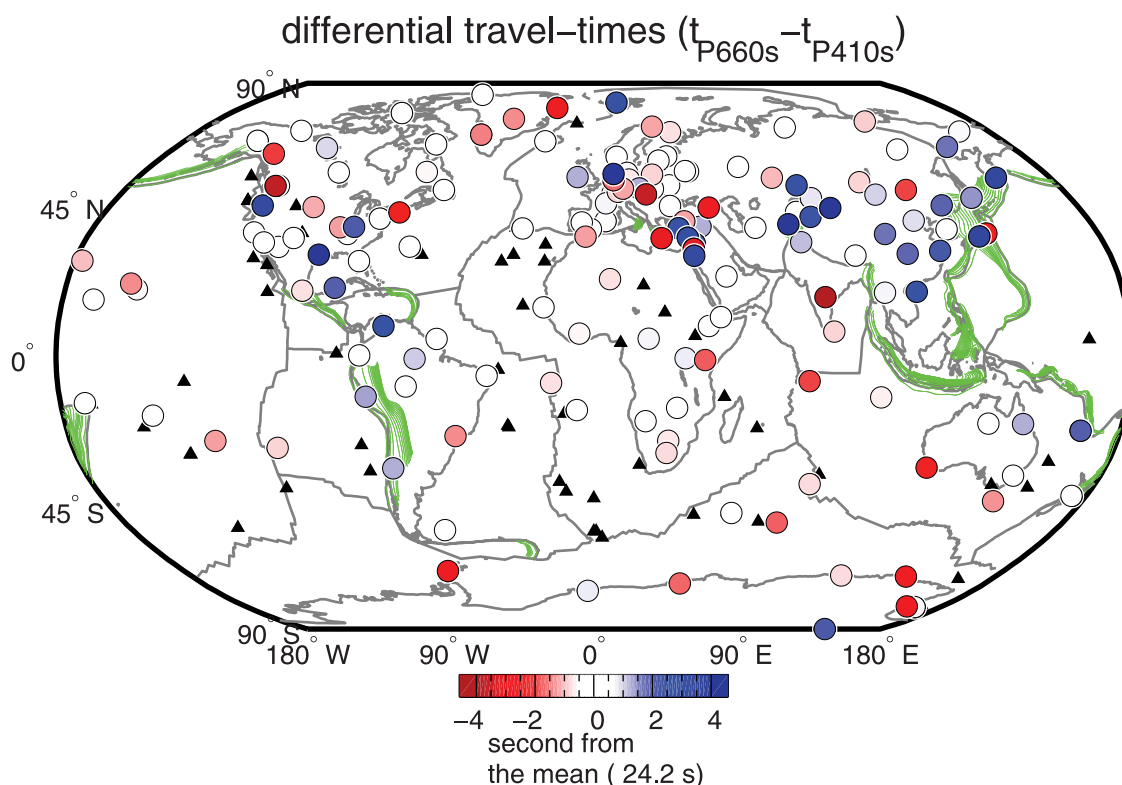 differential travel–times (tP660s–tP410s)
90° N
45° N
0°
45° S
90° S
180° W 90° W 0° 90° E 180° E
−4 −2 0 2 4
second from
the mean ( 24.2 s)